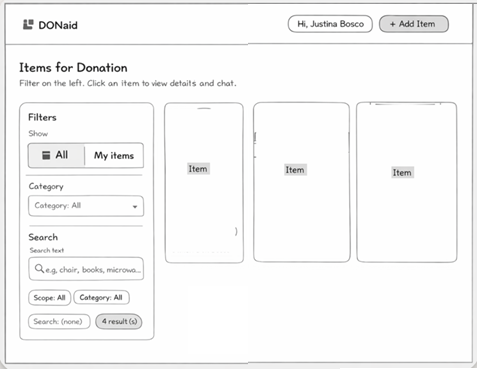 DONaid
Hi, Justina Bosco
+ Add Item
Items for Donation
Filter on the left. Click an item to view details and chat.
Filters
Show
All
My items
Category
Category: All
Search
Search text
e.g, chair, books, microwa...
Scope: All
Category: All
Search: (none)
4 result(s)
Item
Item
Item